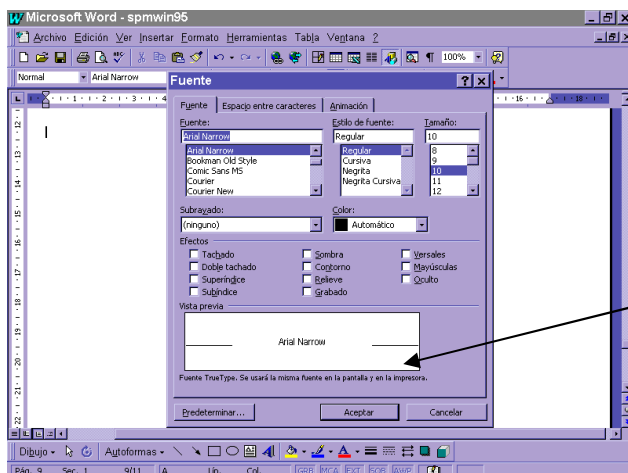 Microsoft Word - spmwin95
Archivo Edición Ver Insertar Formato Herramientas Tabla Ventana ?
100%
Normal Arial Narrow
Fuente
Fuente Espacio entre caracteres Animación
Fuente: Estilo de fuente: Tamaño:
Arial Narrow Regular 10
Arial Narrow Regular 8
Bookman Old Style Cursiva 9
Comic Sans MS Negrita 10
Courier Negrita Cursiva 11
Courier New 12
Subrayado: Color:
(ninguno) Automático
Efectos
Tachado Sombra Versales
Doble tachado Contorno Mayúsculas
Superíndice Relieve Oculto
Subíndice Grabado
Vista previa
Arial Narrow
Fuente TrueType. Se usará la misma fuente en la pantalla y en la impresora.
Predeterminar... Aceptar Cancelar
Dibujo Autoformas
Pág. 9 Sec. 1 9/11 A Lín. Col. GRB MCA EXT SOB AWP